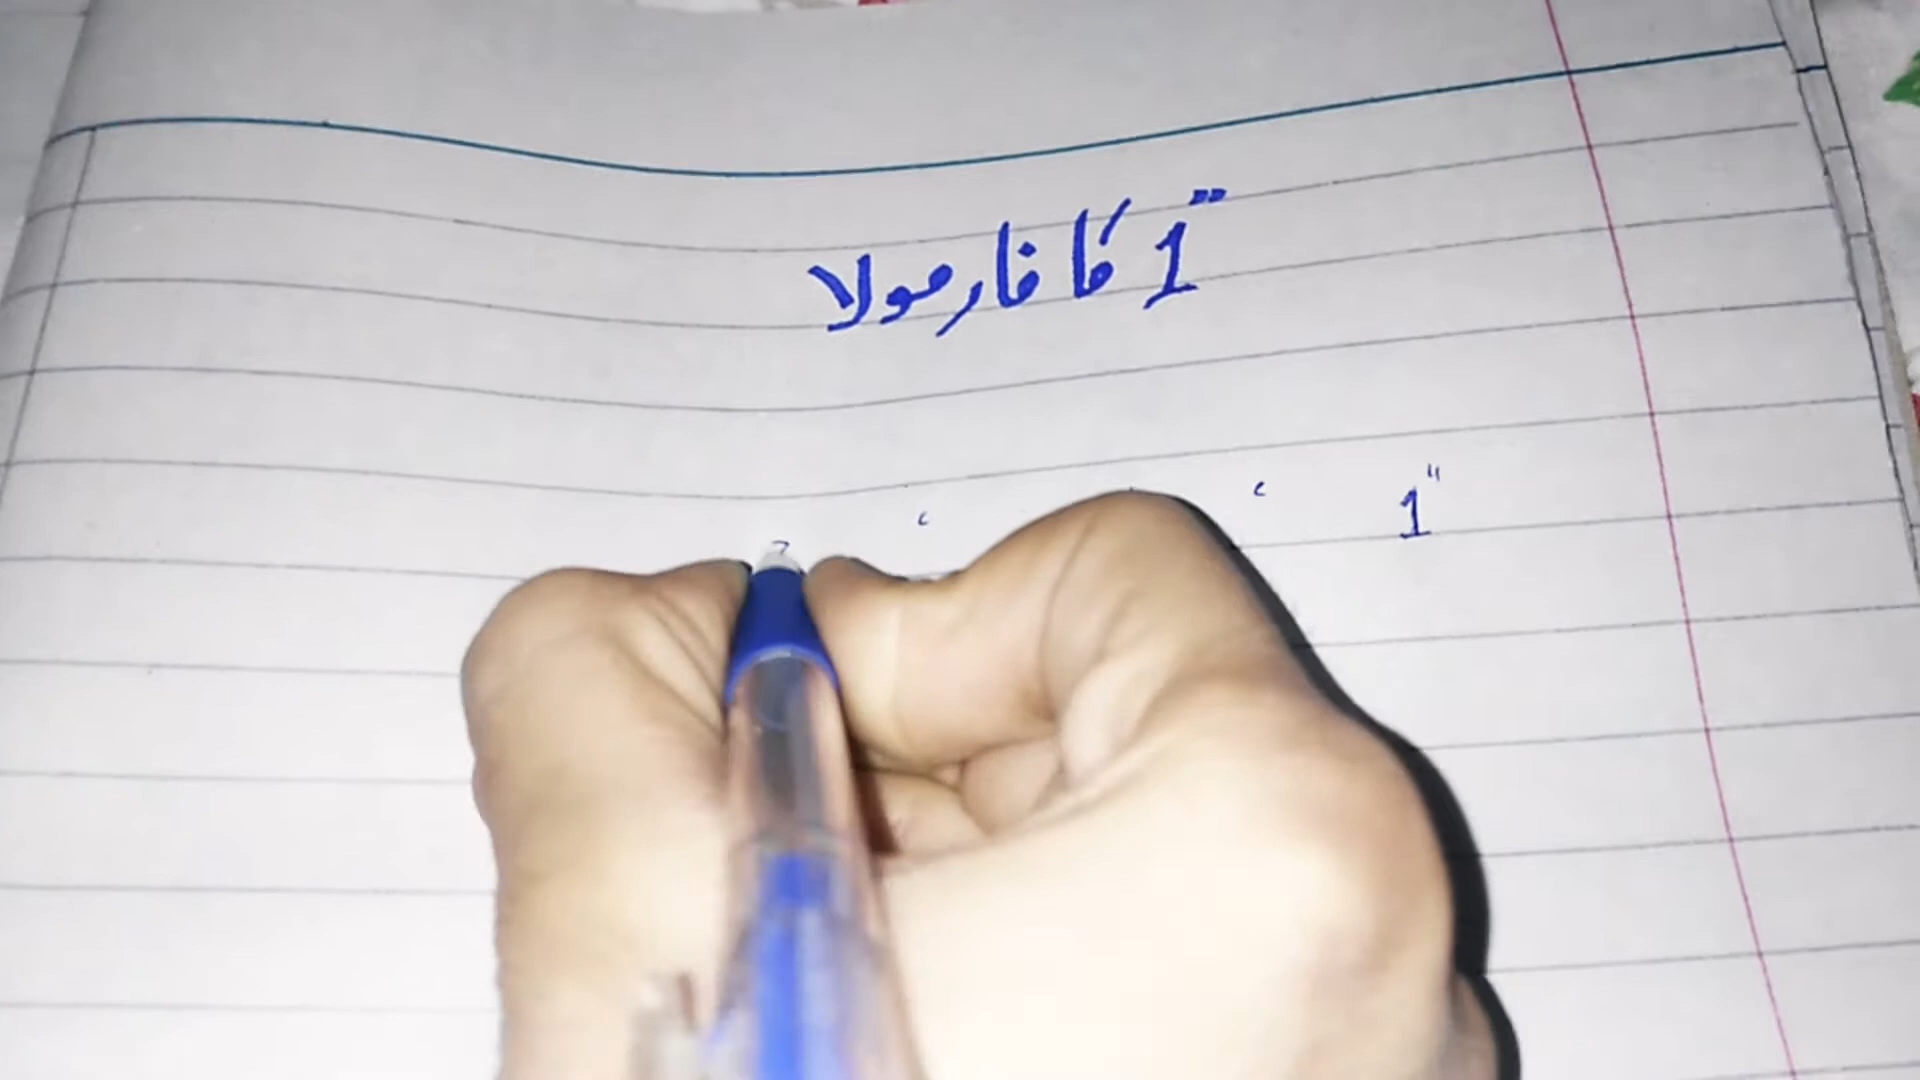 1" کا فارمولا
1" ، ،